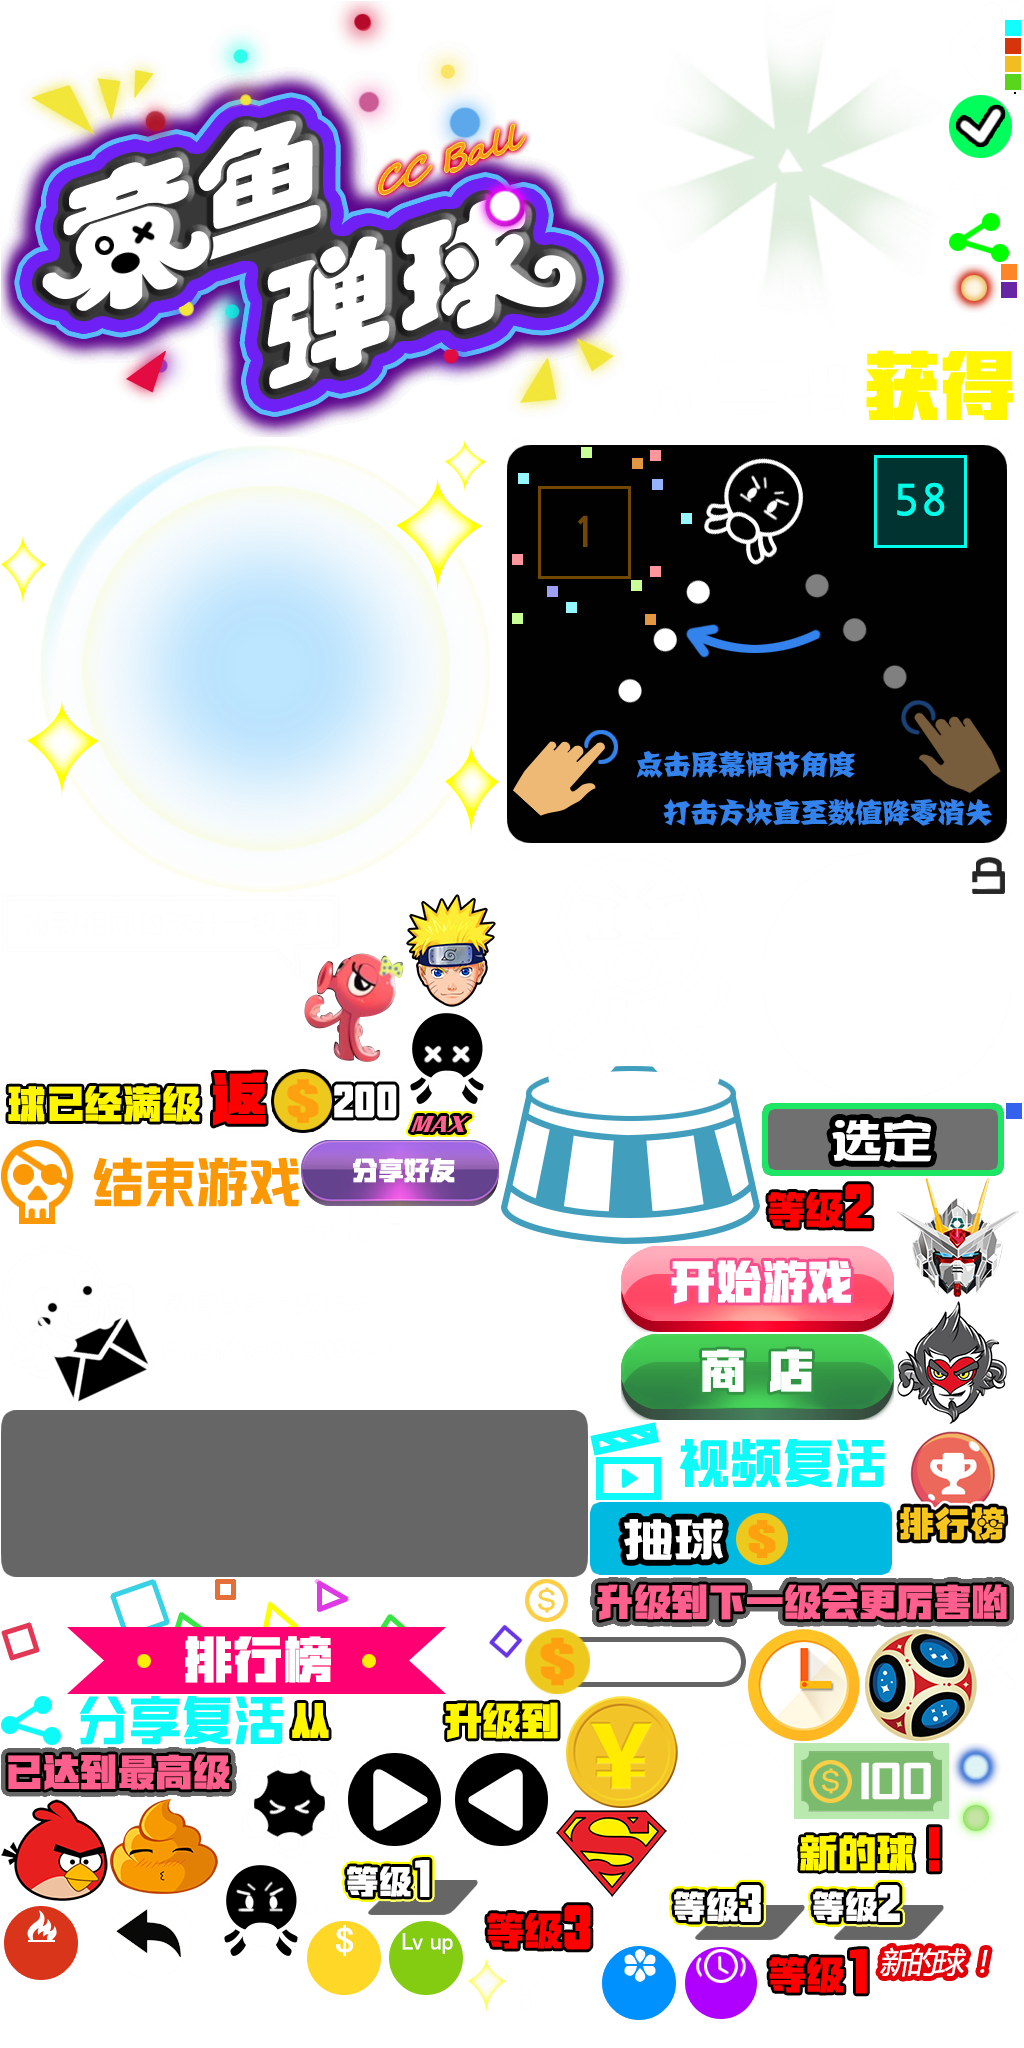 章鱼
弹球
CC Ball
获得
1
58
点击屏幕调节角度
打击方块直至数值降零消失
球已经满级 返 $ 200
MAX
结束游戏
分享好友
选定
等级2
开始游戏
商 店
视频复活
抽球 $
排行榜
升级到下一级会更厉害哟
$
排行榜
$
分享复活
从
升级到
¥
已达到最高级
$ 100
新的球！
S
等级1
等级3
等级2
$
Lv up
等级3
等级1
新的球！